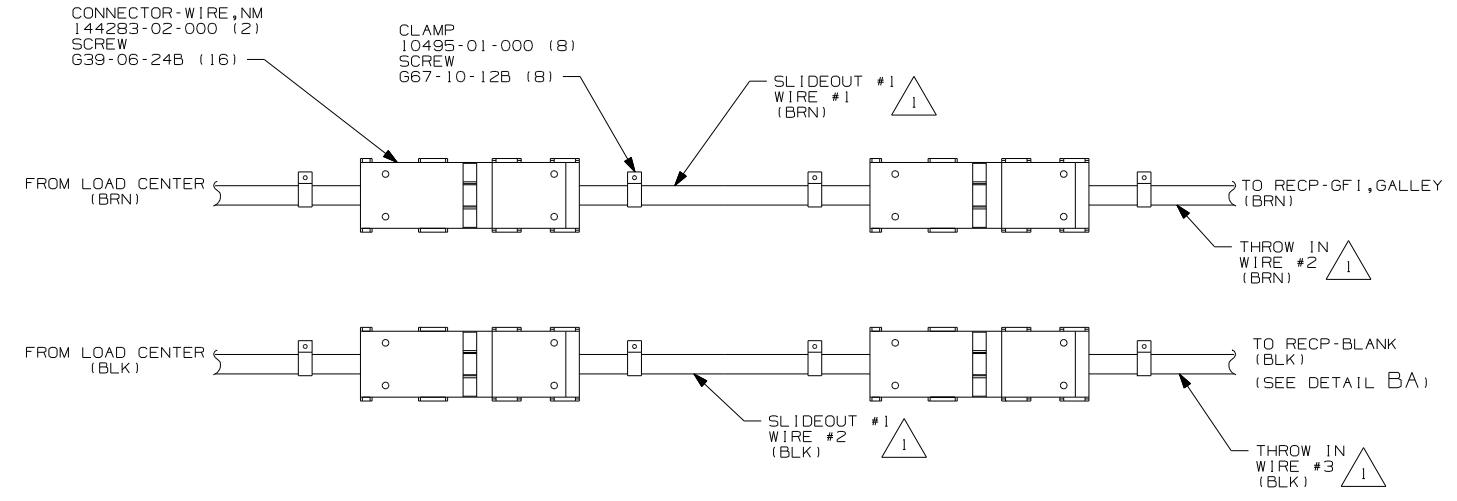 CONNECTOR-WIRE,NM
144283-02-000 (2)
SCREW
G39-06-24B (16)
CLAMP
10495-01-000 (8)
SCREW
G67-10-12B (8)
SLIDEOUT #1
WIRE #1
(BRN)
1
FROM LOAD CENTER
(BRN)
TO RECP-GFI,GALLEY
(BRN)
THROW IN
WIRE #2
(BRN)
1
FROM LOAD CENTER
(BLK)
TO RECP-BLANK
(BLK)
(SEE DETAIL BA)
SLIDEOUT #1
WIRE #2
(BLK)
1
THROW IN
WIRE #3
(BLK)
1